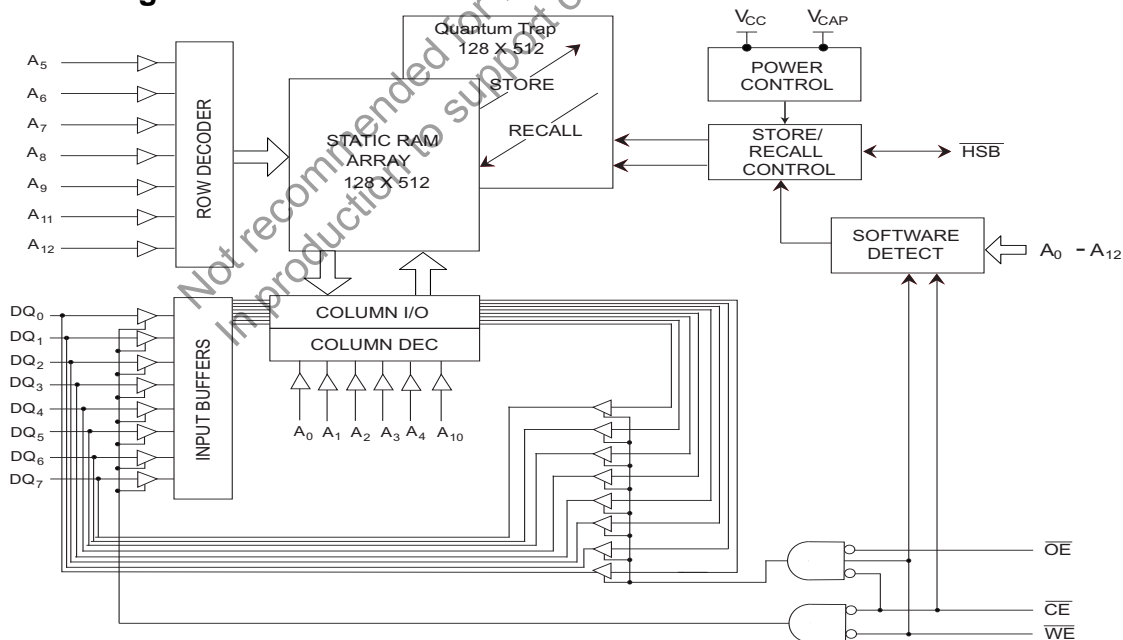 Quantum Trap
128 X 512
STORE
RECALL
STATIC RAM
ARRAY
128 X 512
ROW DECODER
A5
A6
A7
A8
A9
A11
A12
VCC
VCAP
POWER
CONTROL
STORE/
RECALL
CONTROL
HSB
SOFTWARE
DETECT
A0 - A12
COLUMN I/O
COLUMN DEC
A0 A1 A2 A3 A4 A10
INPUT BUFFERS
DQ0
DQ1
DQ2
DQ3
DQ4
DQ5
DQ6
DQ7
OE
CE
WE
Not recommended for
In production to support